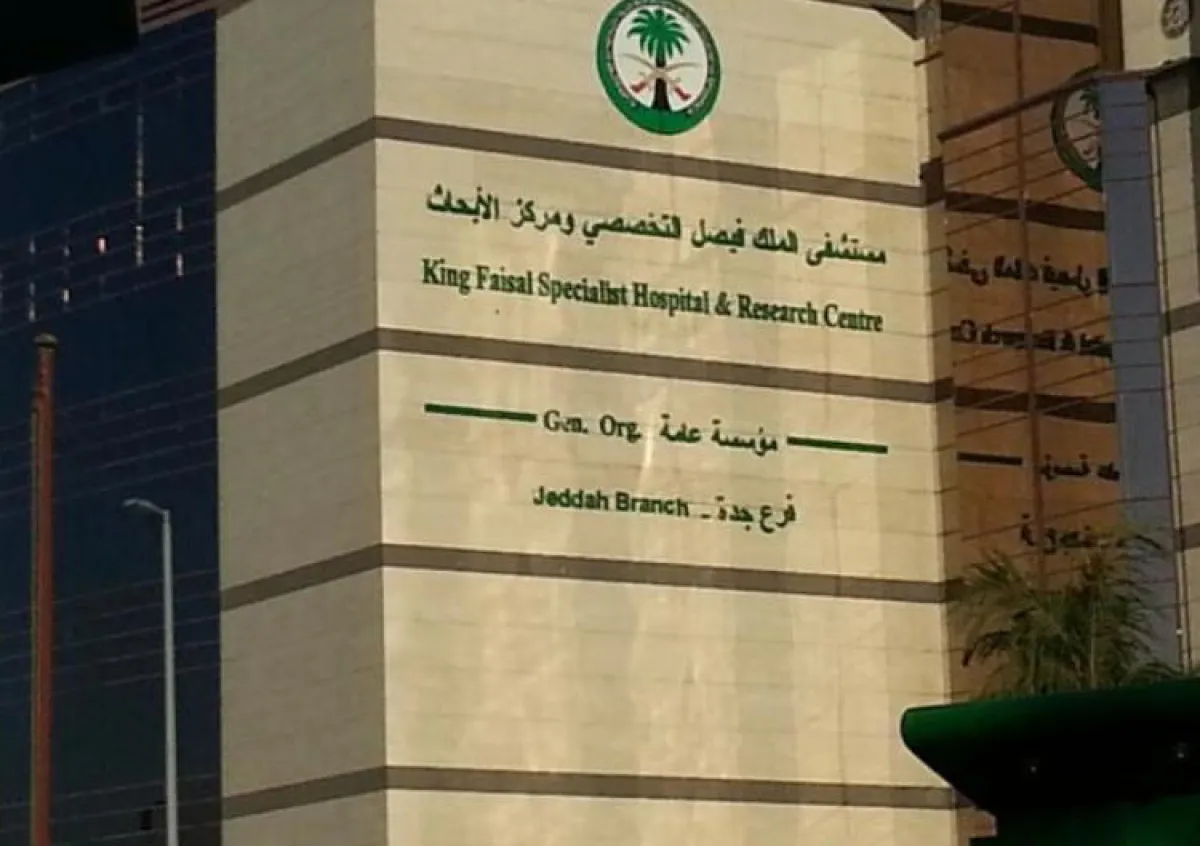 مستشفى الملك فيصل التخصصي ومركز الأبحاث
King Faisal Specialist Hospital & Research Centre
Gen. Org. مؤسسة عامة
Jeddah Branch - فرع جدة